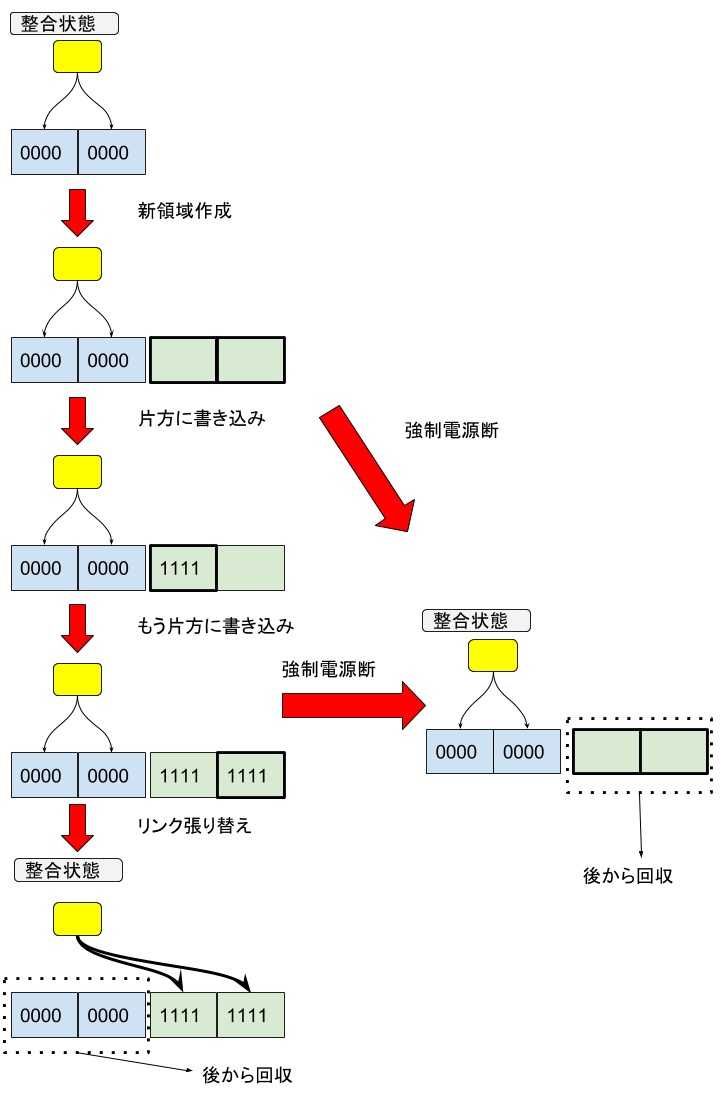 整合状態
0000 0000
新領域作成
0000 0000
片方に書き込み
強制電源断
0000 0000 1111
もう片方に書き込み
整合状態
強制電源断
0000 0000
0000 0000 1111 1111
リンク張り替え
整合状態
後から回収
0000 0000 1111 1111
後から回収